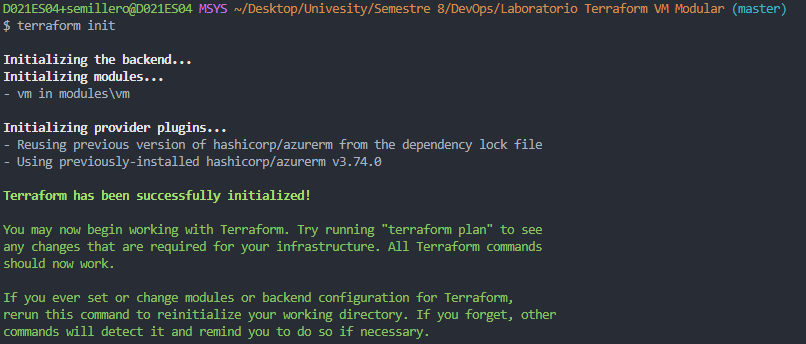 D021ES04+semillero@D021ES04 MSYS ~/Desktop/Univesity/Semestre 8/DevOps/Laboratorio Terraform VM Modular (master)
$ terraform init
Initializing the backend...
Initializing modules...
- vm in modules\vm
Initializing provider plugins...
- Reusing previous version of hashicorp/azurerm from the dependency lock file
- Using previously-installed hashicorp/azurerm v3.74.0
Terraform has been successfully initialized!
You may now begin working with Terraform. Try running "terraform plan" to see
any changes that are required for your infrastructure. All Terraform commands
should now work.
If you ever set or change modules or backend configuration for Terraform,
rerun this command to reinitialize your working directory. If you forget, other
commands will detect it and remind you to do so if necessary.